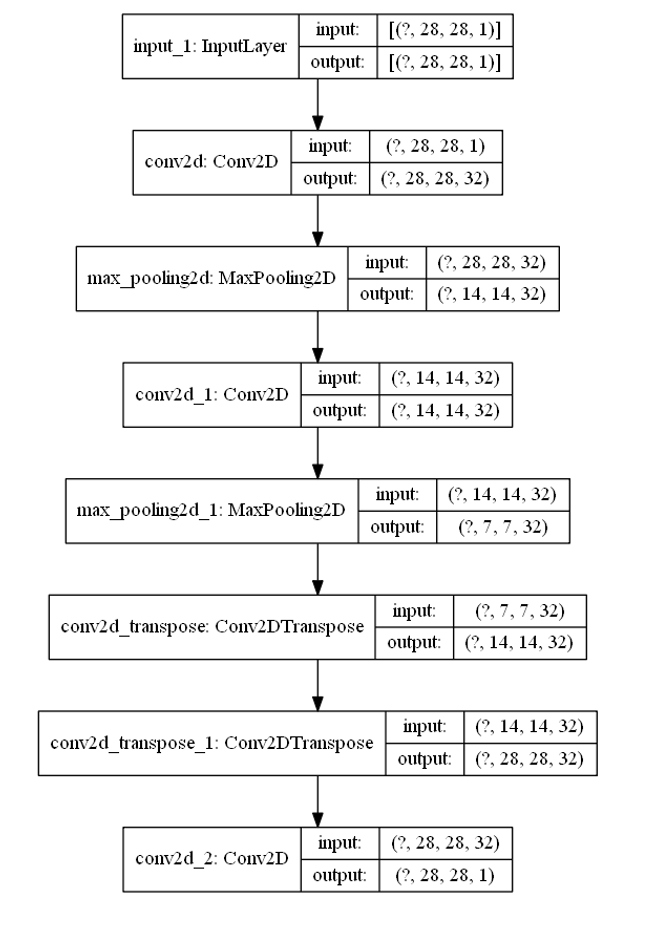 input_1: InputLayer
input: [(?, 28, 28, 1)]
output: [(?, 28, 28, 1)]
conv2d: Conv2D
input: (?, 28, 28, 1)
output: (?, 28, 28, 32)
max_pooling2d: MaxPooling2D
input: (?, 28, 28, 32)
output: (?, 14, 14, 32)
conv2d_1: Conv2D
input: (?, 14, 14, 32)
output: (?, 14, 14, 32)
max_pooling2d_1: MaxPooling2D
input: (?, 14, 14, 32)
output: (?, 7, 7, 32)
conv2d_transpose: Conv2DTranspose
input: (?, 7, 7, 32)
output: (?, 14, 14, 32)
conv2d_transpose_1: Conv2DTranspose
input: (?, 14, 14, 32)
output: (?, 28, 28, 32)
conv2d_2: Conv2D
input: (?, 28, 28, 32)
output: (?, 28, 28, 1)